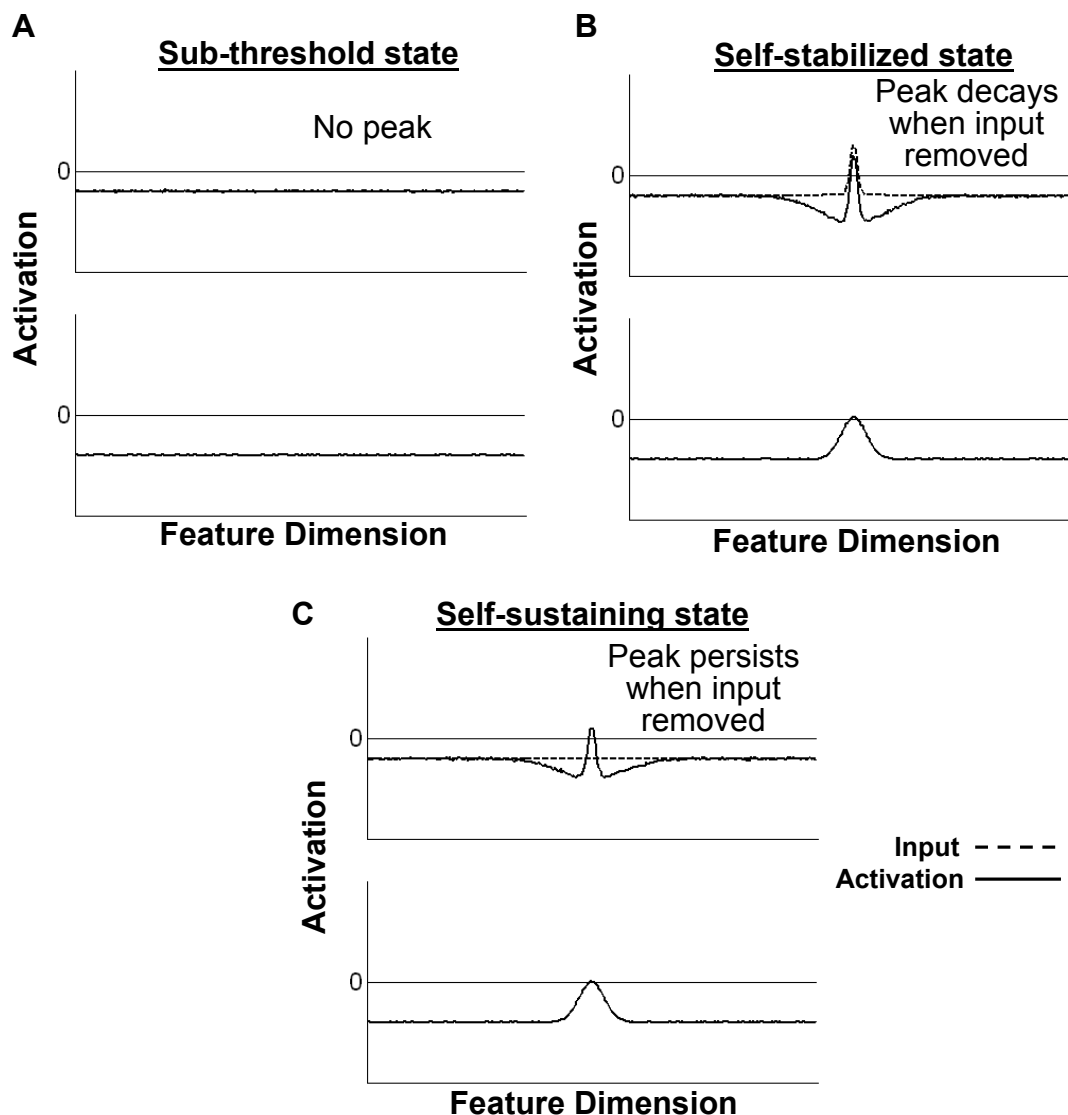 A
Sub-threshold state
No peak
0
0
Activation
Feature Dimension
B
Self-stabilized state
Peak decays
when input
removed
0
0
Activation
Feature Dimension
C
Self-sustaining state
Peak persists
when input
removed
0
0
Activation
Feature Dimension
Input
Activation